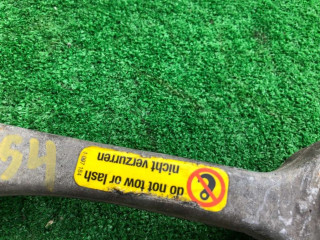 do not tow or lash
nicht verzurren